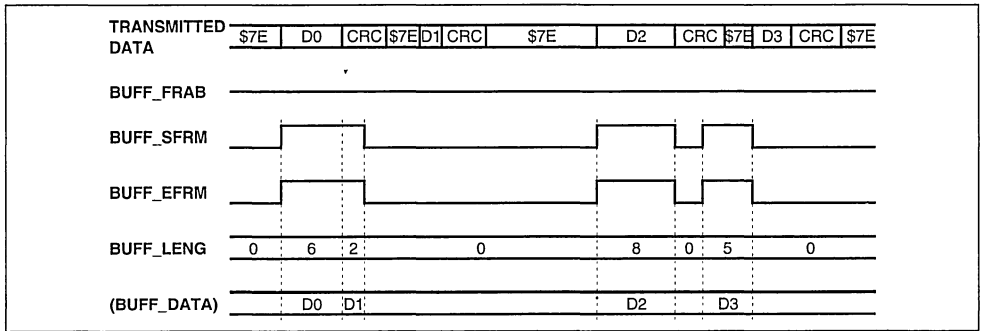 TRANSMITTED DATA
$7E D0 CRC $7E D1 CRC $7E D2 CRC $7E D3 CRC $7E
BUFF_FRAB
BUFF_SFRM
BUFF_EFRM
BUFF_LENG 0 6 2 0 8 0 5 0
(BUFF_DATA) D0 D1 D2 D3